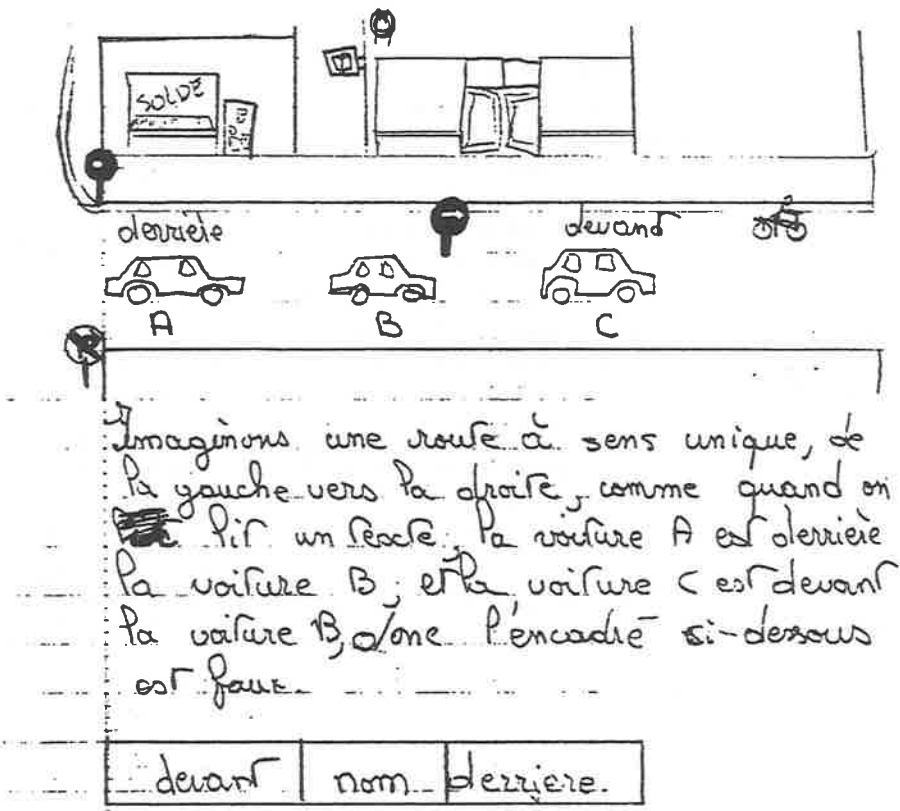 SOLDE
derrière devant
A B C
Imaginons une route à sens unique, de
la gauche vers la droite, comme quand on
lit un texte. la voiture A est derrière
la voiture B, et la voiture C est devant
la voiture B, donc l'encadré ci-dessous
est faux.
devant nom derrière.